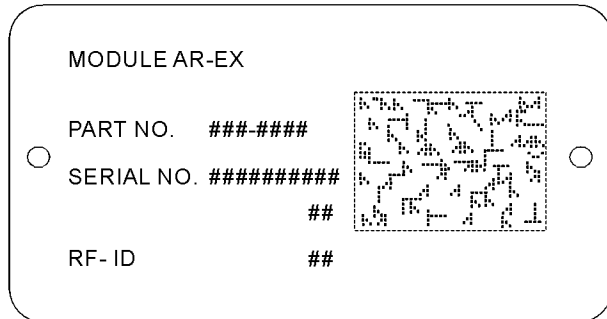 MODULE AR-EX
PART NO. ###-####
SERIAL NO. ##########
##
RF-ID ##